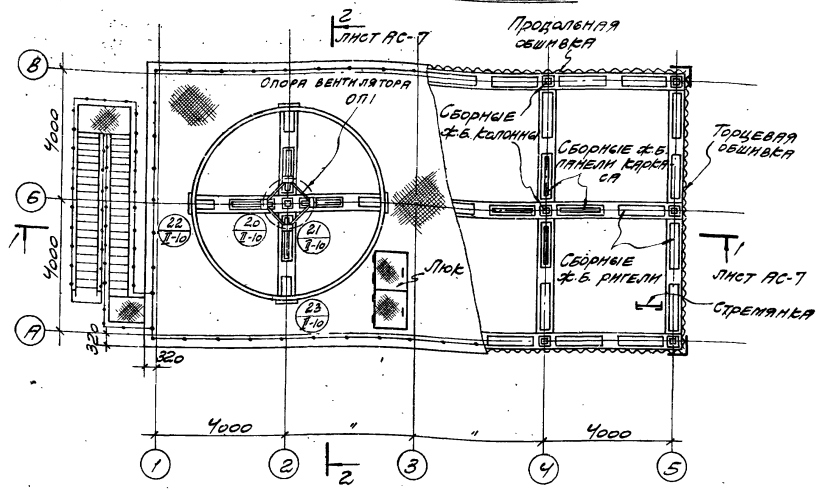 2
лист АС-7
Продольная
обшивка
В
Опора вентилятора
ОП1
Сборные
ж.б. колонны
Сборные ж.б.
панели карка-
са
Торцевая
обшивка
4000
Б
22
II-10
20
II-10
21
II-10
1
1
4000
Люк
Сборные
ж.б. ригели
лист АС-7
Стремянка
23
II-10
А
320
320
4000
"
"
4000
1
2
3
4
5
2